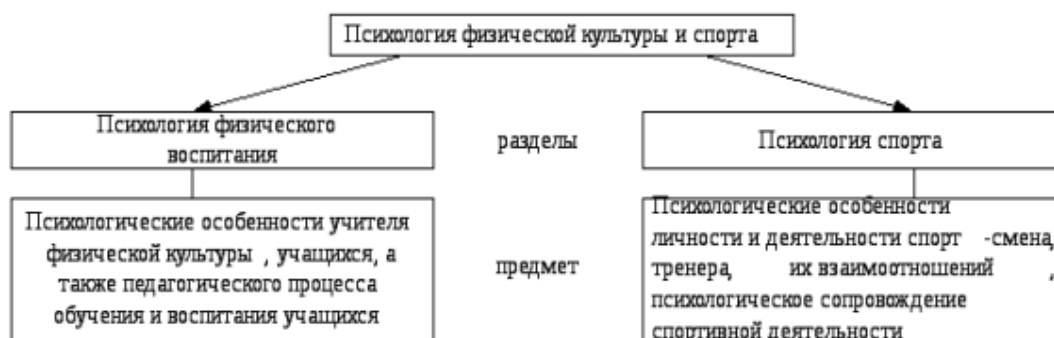 Психология физической культуры и спорта
Психология физического
воспитания
разделы
Психология спорта
Психологические особенности учителя
физической культуры , учащихся, а
также педагогического процесса
обучения и воспитания учащихся
предмет
Психологические особенности
личности и деятельности спорт -смена,
тренера, их взаимоотношений ,
психологическое сопровождение
спортивной деятельности